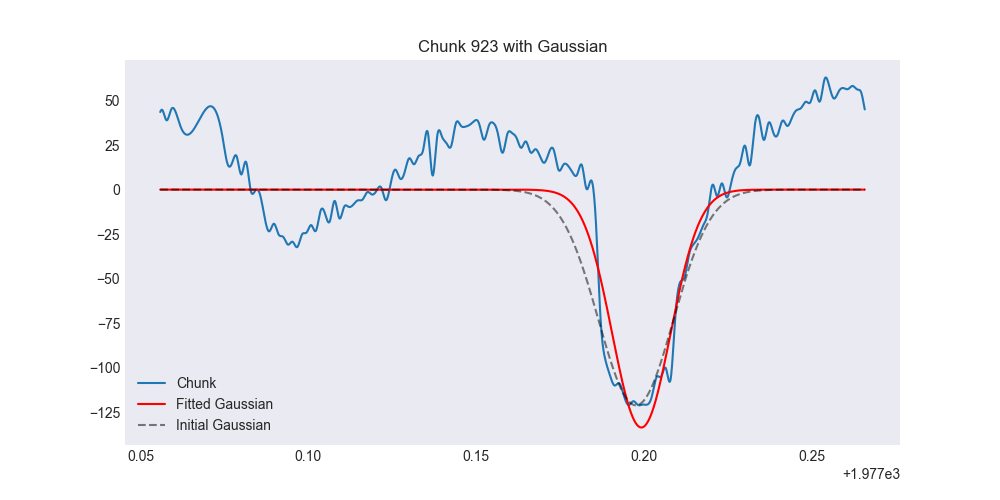 Chunk 923 with Gaussian
50
25
0
−25
−50
−75
−100
−125
Chunk
Fitted Gaussian
Initial Gaussian
0.05 0.10 0.15 0.20 0.25
+1.977e3